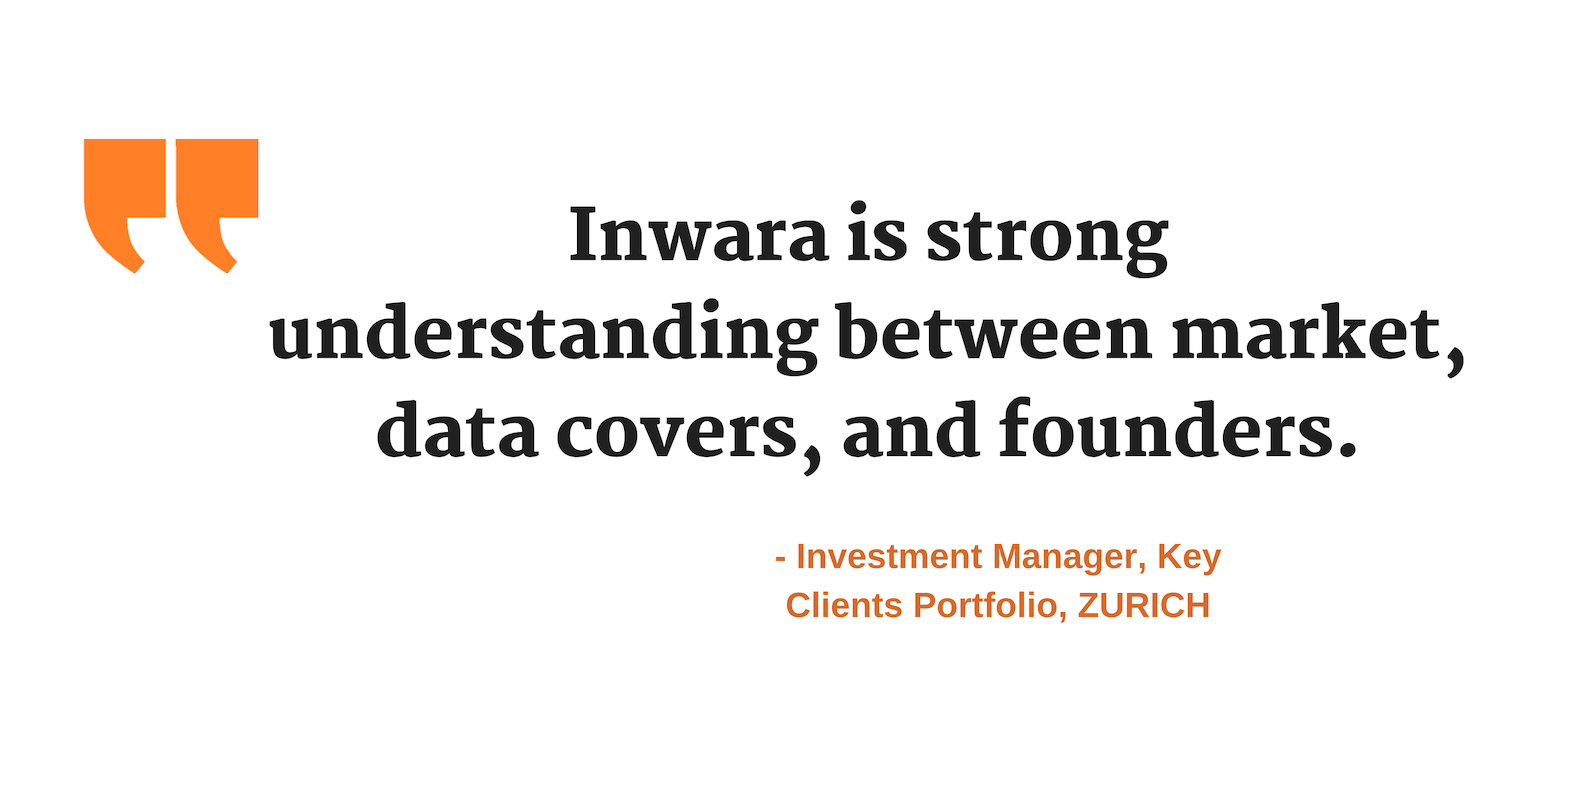 Inwara is strong
understanding between market,
data covers, and founders.
- Investment Manager, Key
Clients Portfolio, ZURICH